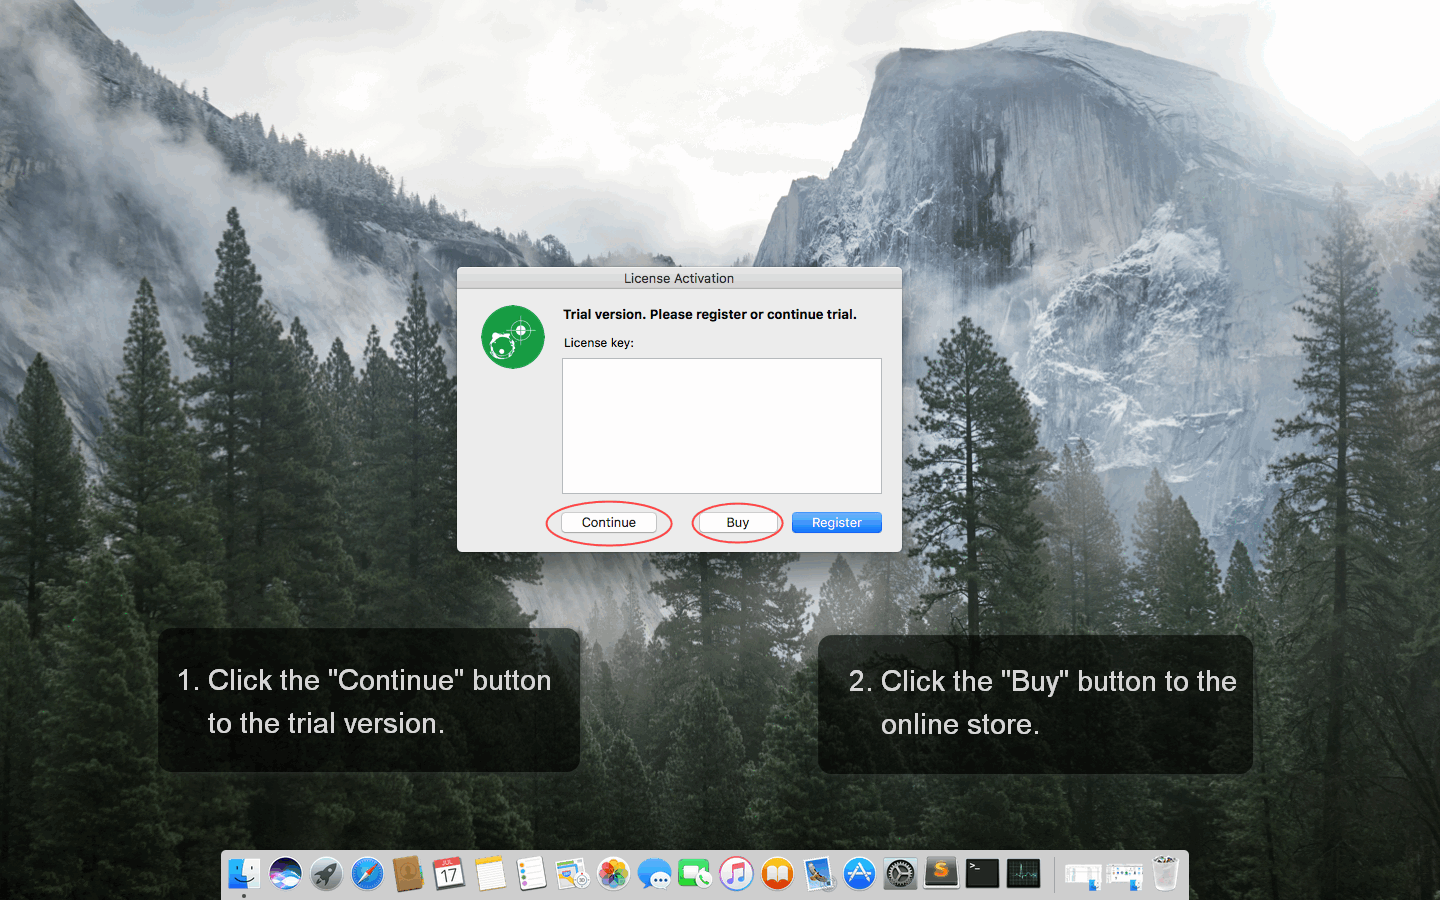 License Activation
Trial version. Please register or continue trial.
License key:
Continue
Buy
Register
1. Click the "Continue" button
to the trial version.
2. Click the "Buy" button to the
online store.
JUL
17